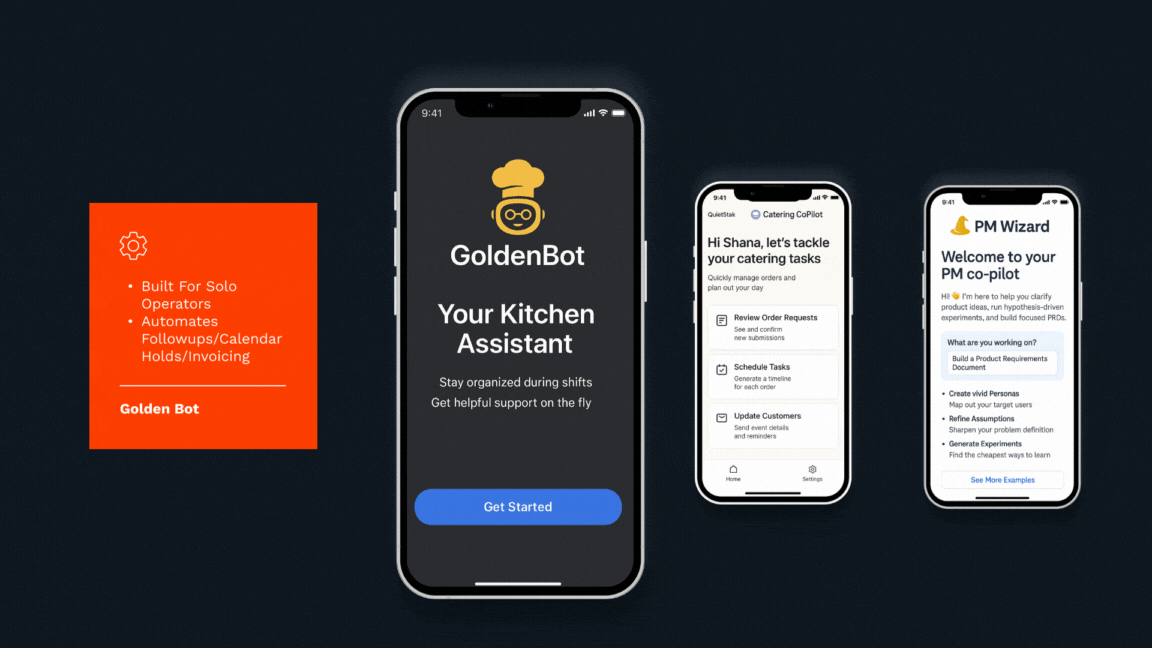 • Built For Solo
Operators
• Automates
Followups/Calendar
Holds/Invoicing
Golden Bot
9:41
GoldenBot
Your Kitchen
Assistant
Stay organized during shifts
Get helpful support on the fly
Get Started
9:41
QuietStak
Catering CoPilot
Hi Shana, let's tackle
your catering tasks
Quickly manage orders and
plan out your day
Review Order Requests
See and confirm
new submissions
Schedule Tasks
Generate a timeline
for each order
Update Customers
Send event details
and reminders
Home
Settings
9:41
PM Wizard
Welcome to your
PM co-pilot
Hi! 👋 I'm here to help you clarify
product ideas, run hypothesis-driven
experiments, and build focused PRDs.
What are you working on?
Build a Product Requirements
Document
• Create vivid Personas
Map out your target users
• Refine Assumptions
Sharpen your problem definition
• Generate Experiments
Find the cheapest ways to learn
See More Examples